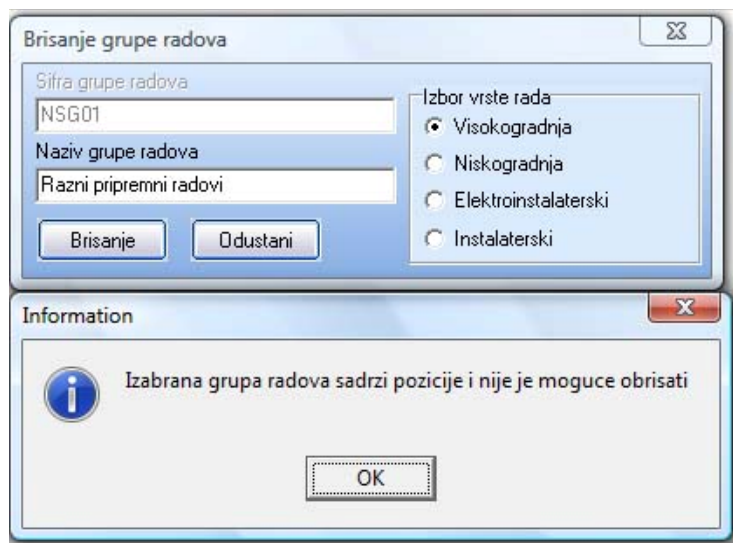 Brisanje grupe radova
Sifra grupe radova
NSG01
Naziv grupe radova
Razni pripremni radovi
Brisanje
Odustani
Izbor vrste rada
Visokogradnja
Niskogradnja
Elektroinstalaterski
Instalaterski
Information
Izabrana grupa radova sadrzi pozicije i nije je moguce obrisati
OK